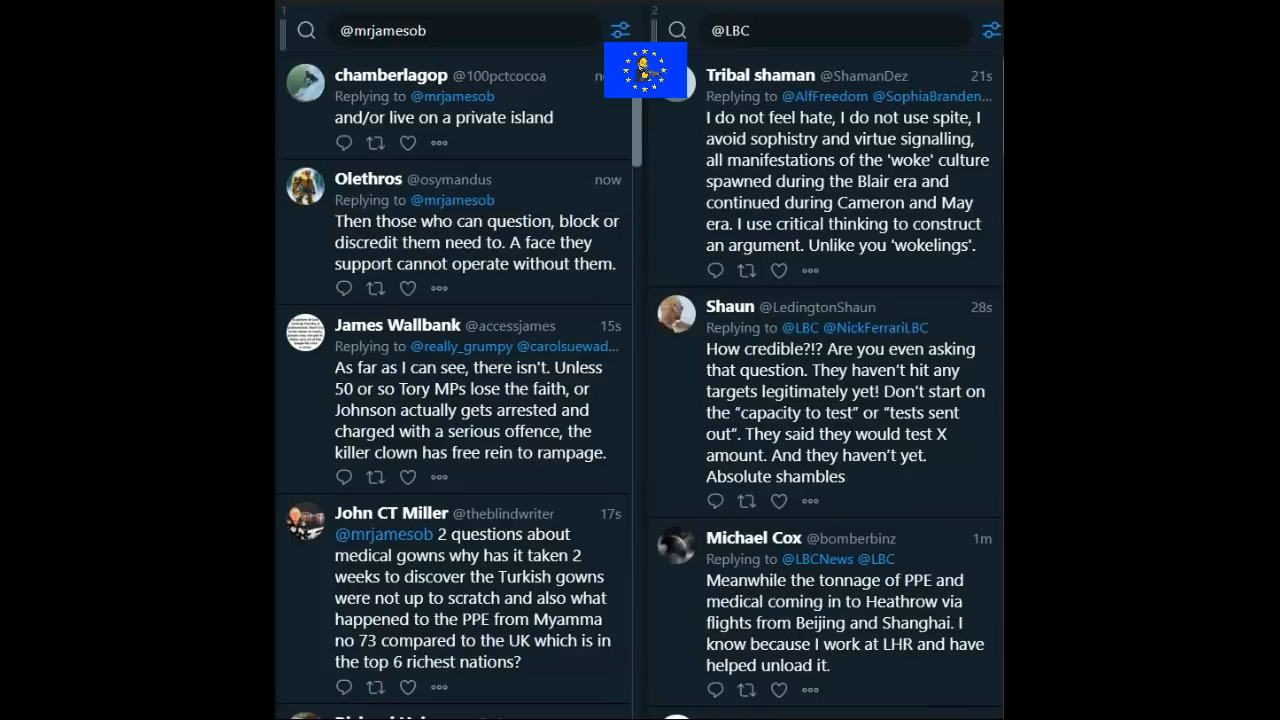 1
@mrjamesob
chamberlagop @100pctcocoa
Replying to @mrjamesob
and/or live on a private island
Olethros @osymandus now
Replying to @mrjamesob
Then those who can question, block or
discredit them need to. A face they
support cannot operate without them.
James Wallbank @accessjames 15s
Replying to @really_grumpy @carolsuewad...
As far as I can see, there isn't. Unless
50 or so Tory MPs lose the faith, or
Johnson actually gets arrested and
charged with a serious offence, the
killer clown has free rein to rampage.
John CT Miller @theblindwriter 17s
@mrjamesob 2 questions about
medical gowns why has it taken 2
weeks to discover the Turkish gowns
were not up to scratch and also what
happened to the PPE from Myamma
no 73 compared to the UK which is in
the top 6 richest nations?
2
@LBC
Tribal shaman @ShamanDez 21s
Replying to @AlfFreedom @SophiaBranden...
I do not feel hate, I do not use spite, I
avoid sophistry and virtue signalling,
all manifestations of the 'woke' culture
spawned during the Blair era and
continued during Cameron and May
era. I use critical thinking to construct
an argument. Unlike you 'wokelings'.
Shaun @LedingtonShaun 28s
Replying to @LBC @NickFerrariLBC
How credible?!? Are you even asking
that question. They haven’t hit any
targets legitimately yet! Don’t start on
the “capacity to test” or “tests sent
out“. They said they would test X
amount. And they haven’t yet.
Absolute shambles
Michael Cox @bomberbinz 1m
Replying to @LBCNews @LBC
Meanwhile the tonnage of PPE and
medical coming in to Heathrow via
flights from Beijing and Shanghai. I
know because I work at LHR and have
helped unload it.